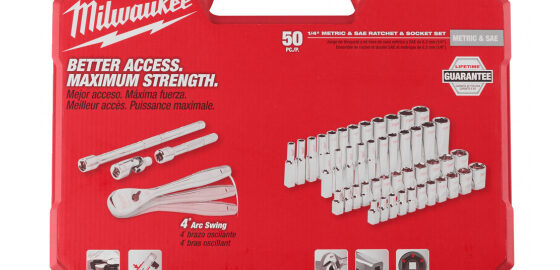 Milwaukee
50
PC./P.
1/4" METRIC & SAE RATCHET & SOCKET SET
METRIC & SAE
BETTER ACCESS.
MAXIMUM STRENGTH.
Mejor acceso. Máxima fuerza.
Meilleur accès. Puissance maximale.
LIFETIME
GUARANTEE
4° Arc Swing
4° brazo oscilante
4° bras oscillant